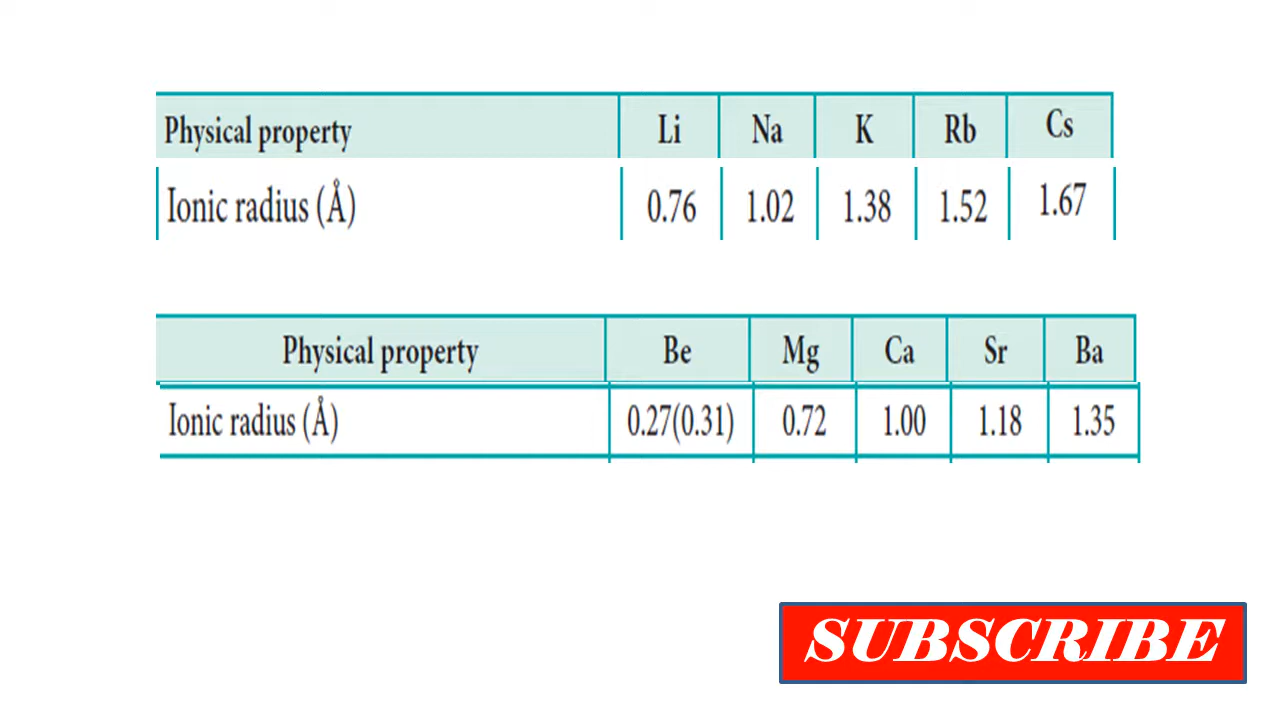 Physical property Li Na K Rb Cs
Ionic radius (Å) 0.76 1.02 1.38 1.52 1.67
Physical property Be Mg Ca Sr Ba
Ionic radius (Å) 0.27(0.31) 0.72 1.00 1.18 1.35
SUBSCRIBE